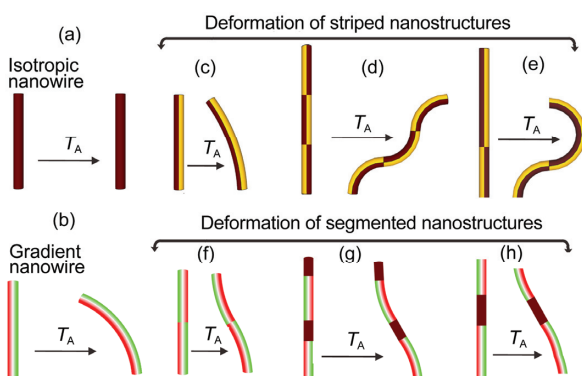 Deformation of striped nanostructures
(a)
Isotropic
nanowire
T_A
(c)
T_A
(d)
T_A
(e)
T_A
(b)
Gradient
nanowire
T_A
Deformation of segmented nanostructures
(f)
T_A
(g)
T_A
(h)
T_A